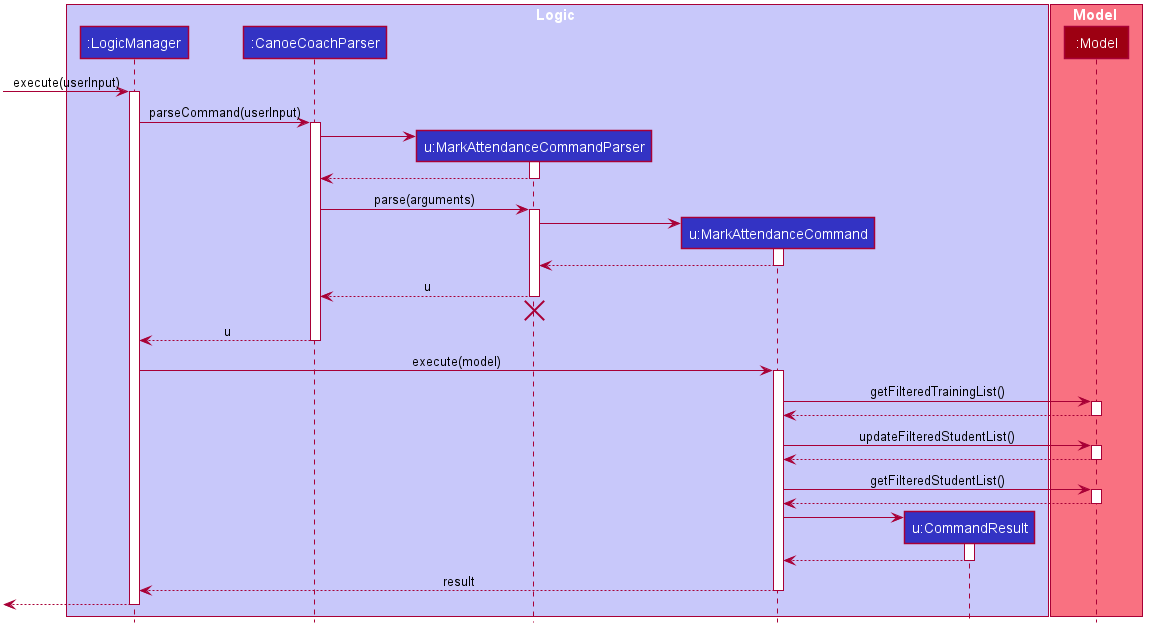 Logic
Model
:LogicManager
:CanoeCoachParser
:Model
execute(userInput)
parseCommand(userInput)
u:MarkAttendanceCommandParser
parse(arguments)
u:MarkAttendanceCommand
u
u
execute(model)
getFilteredTrainingList()
updateFilteredStudentList()
getFilteredStudentList()
u:CommandResult
result